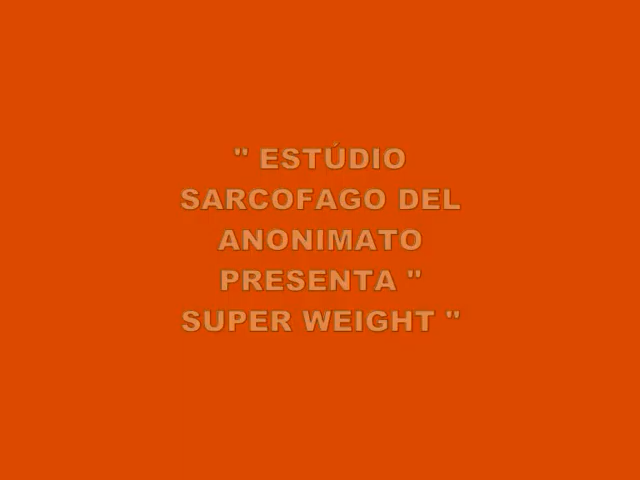 " ESTÚDIO
SARCOFAGO DEL
ANONIMATO
PRESENTA "
SUPER WEIGHT "